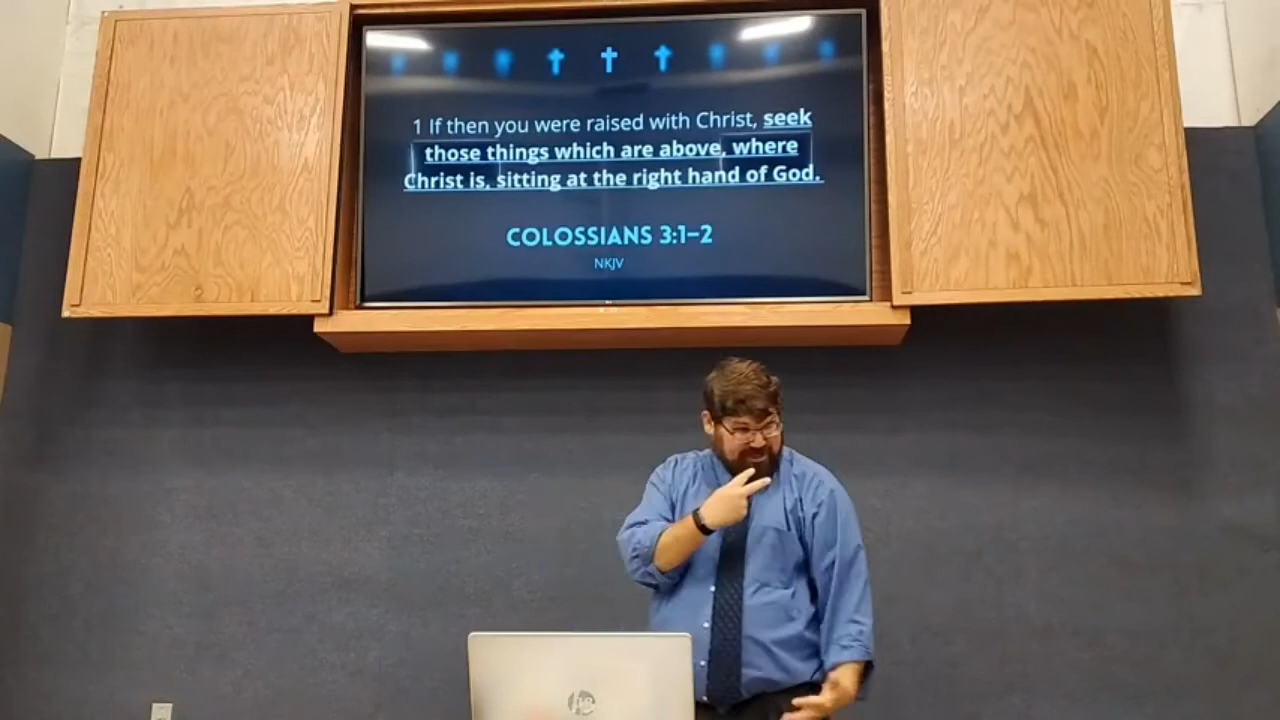 1 If then you were raised with Christ, seek
those things which are above, where
Christ is, sitting at the right hand of God.
COLOSSIANS 3:1–2
NKJV
hp